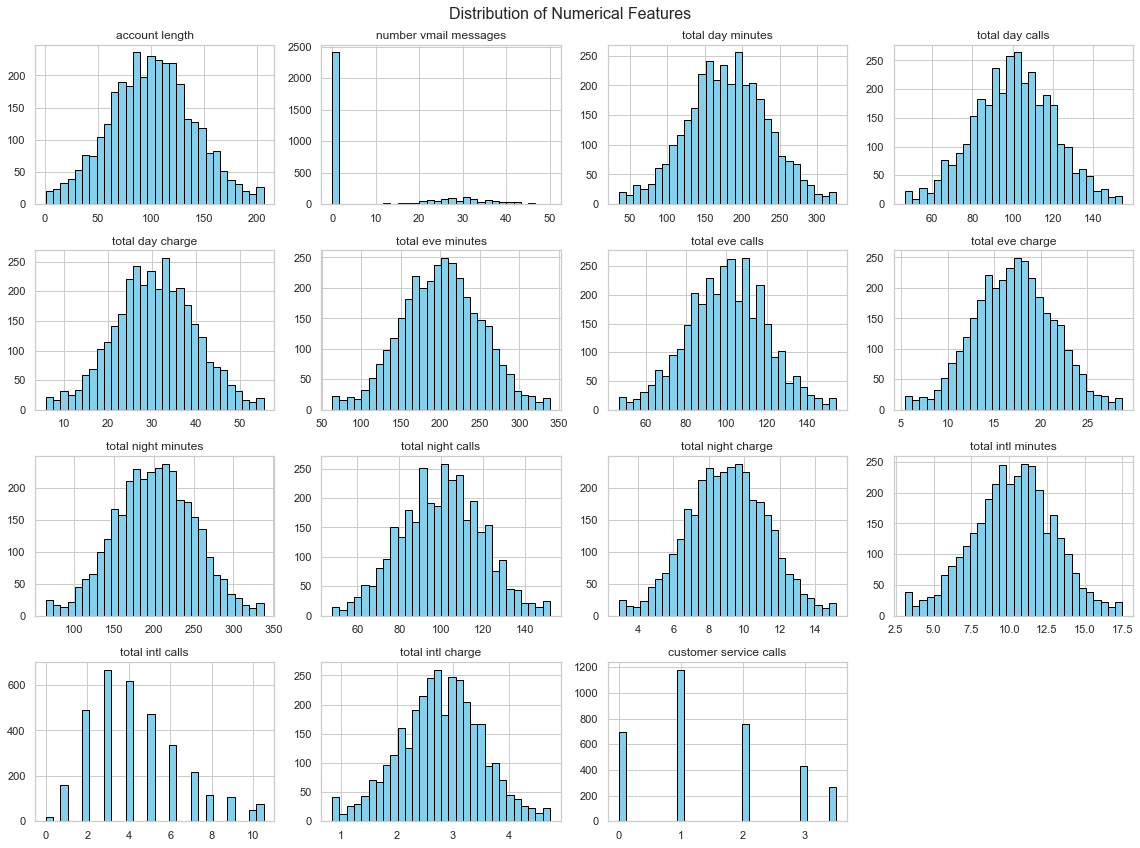 Distribution of Numerical Features
account length
number vmail messages
total day minutes
total day calls
200
150
100
50
0
0 50 100 150 200
2500
2000
1500
1000
500
0
0 10 20 30 40 50
250
200
150
100
50
0
50 100 150 200 250 300
250
200
150
100
50
0
60 80 100 120 140
total day charge
total eve minutes
total eve calls
total eve charge
250
200
150
100
50
0
10 20 30 40 50
250
200
150
100
50
0
50 100 150 200 250 300 350
250
200
150
100
50
0
60 80 100 120 140
250
200
150
100
50
0
5 10 15 20 25
total night minutes
total night calls
total night charge
total intl minutes
200
150
100
50
0
100 150 200 250 300 350
250
200
150
100
50
0
60 80 100 120 140
200
150
100
50
0
4 6 8 10 12 14
250
200
150
100
50
0
2.5 5.0 7.5 10.0 12.5 15.0 17.5
total intl calls
total intl charge
customer service calls
600
400
200
0
0 2 4 6 8 10
250
200
150
100
50
0
1 2 3 4
1200
1000
800
600
400
200
0
0 1 2 3